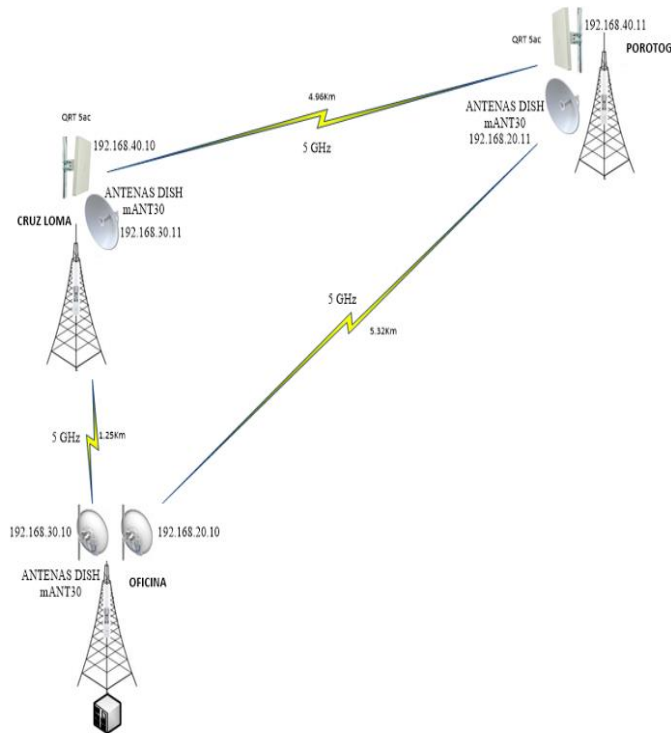 QRT 5ac
192.168.40.11
POROTOG
4.96Km
5 GHz
ANTENAS DISH
mANT30
192.168.20.11
QRT 5ac
192.168.40.10
ANTENAS DISH
mANT30
CRUZ LOMA
192.168.30.11
5 GHz
5.32Km
5 GHz
1.25Km
192.168.30.10
192.168.20.10
ANTENAS DISH
mANT30
OFICINA